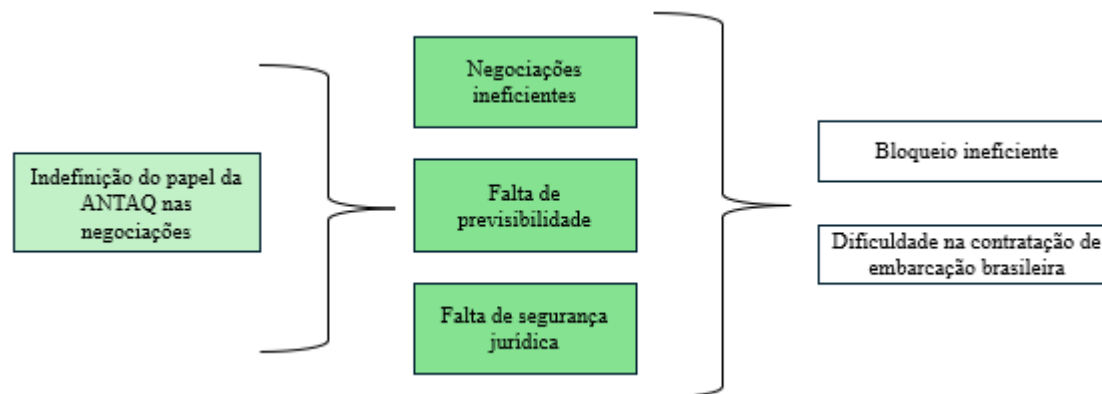 Indefinição do papel da
ANTAQ nas
negociações
Negociações
ineficientes
Falta de
previsibilidade
Falta de segurança
jurídica
Bloqueio ineficiente
Dificuldade na contratação de
embarcação brasileira